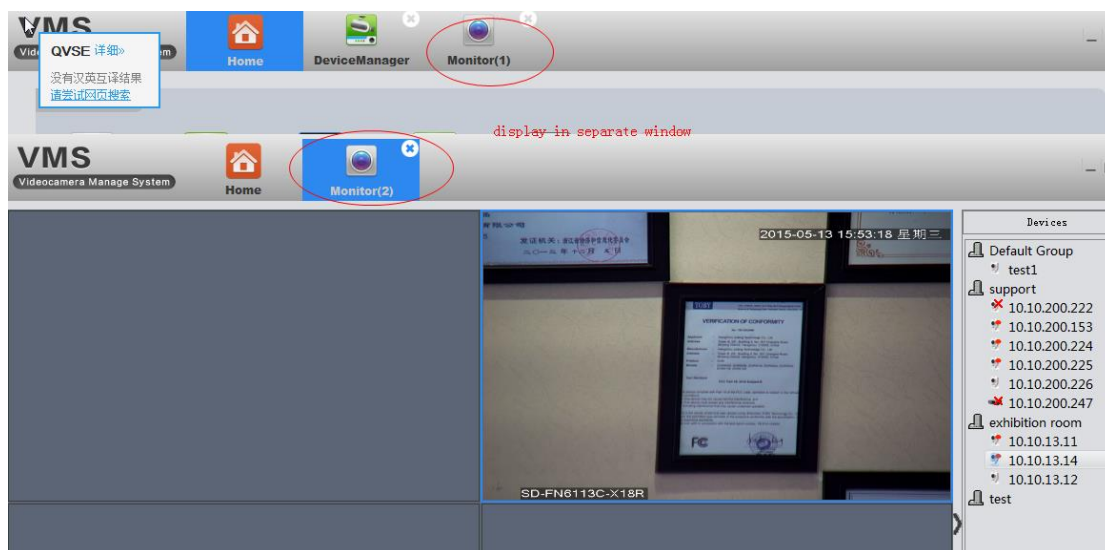 VMS
QVSE 详细»
没有汉英互译结果
请尝试网页搜索
Home
DeviceManager
Monitor(1)
display in separate window
VMS
Videocamera Manage System
Home
Monitor(2)
2015-05-13 15:53:18 星期三
VERIFICATION OF CONFORMITY
FC
SD-FN6113C-X18R
Devices
Default Group
test1
support
10.10.200.222
10.10.200.153
10.10.200.224
10.10.200.225
10.10.200.226
10.10.200.247
exhibition room
10.10.13.11
10.10.13.14
10.10.13.12
test